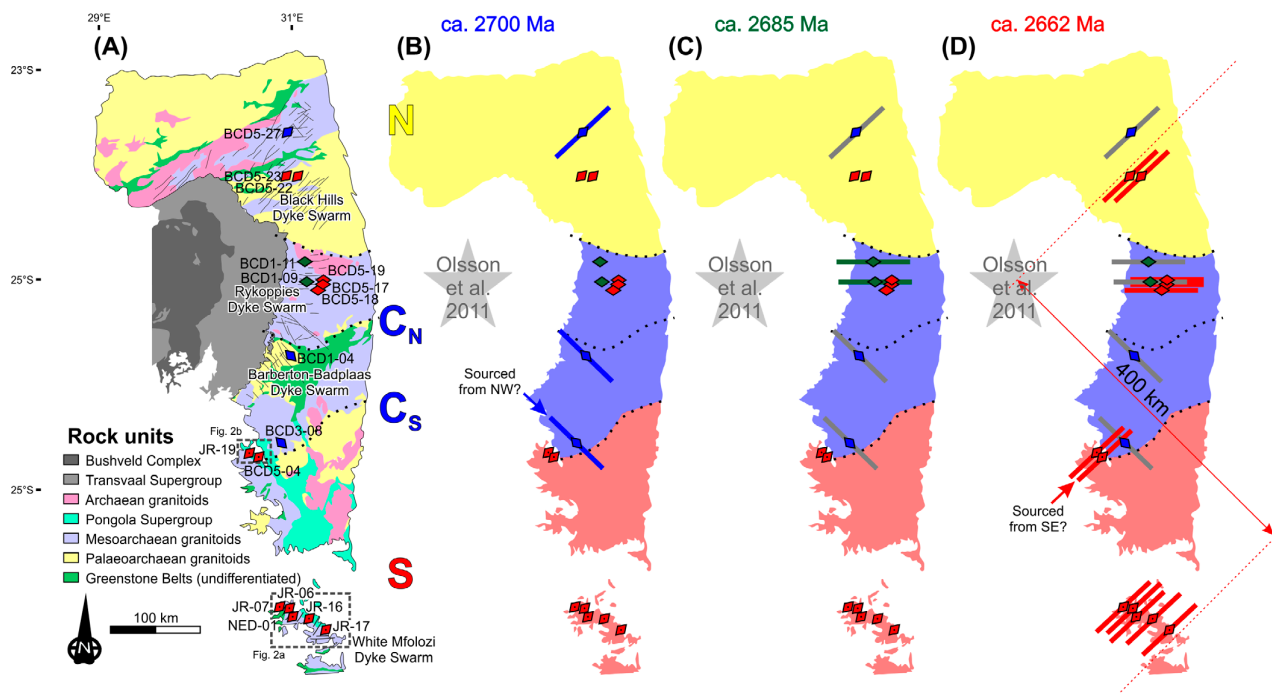 29°E
31°E
ca. 2700 Ma
ca. 2685 Ma
ca. 2662 Ma
(A)
(B)
(C)
(D)
23°S
N
BCD5-27
BCD5-23
BCD5-22
Black Hills
Dyke Swarm
25°S
BCD1-11
BCD5-19
BCD1-09
BCD5-17
Rykoppies
BCD5-18
Dyke Swarm
Olsson
et al.
2011
Olsson
et al.
2011
Olsson
et al.
2011
CN
BCD1-04
Barberton-Badplaas
Dyke Swarm
CS
Sourced
from NW?
400 km
Rock units
Fig. 2b
BCD3-06
JR-19
BCD5-04
Bushveld Complex
Transvaal Supergroup
Archaean granitoids
Pongola Supergroup
Mesoarchaean granitoids
Palaeoarchaean granitoids
Greenstone Belts (undifferentiated)
25°S
Sourced
from SE?
S
100 km
N
JR-06
JR-07
JR-16
NED-01
JR-17
White Mfolozi
Dyke Swarm
Fig. 2a